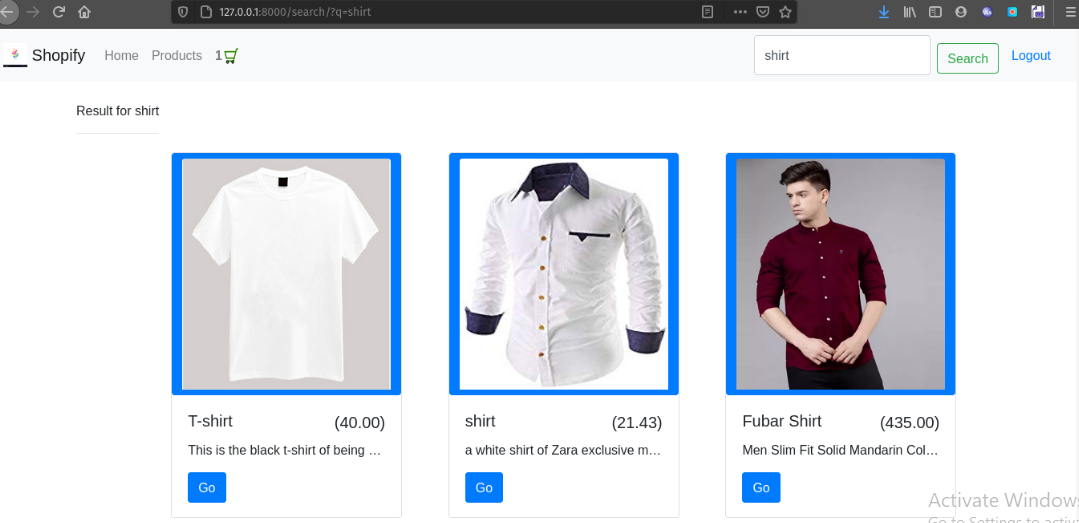 127.0.0.1:8000/search/?q=shirt
Shopify Home Products 1 shirt Search Logout
Result for shirt
T-shirt (40.00)
This is the black t-shirt of being ...
Go
shirt (21.43)
a white shirt of Zara exclusive m...
Go
Fubar Shirt (435.00)
Men Slim Fit Solid Mandarin Col...
Go
Activate Windows
Go to Settings to activa